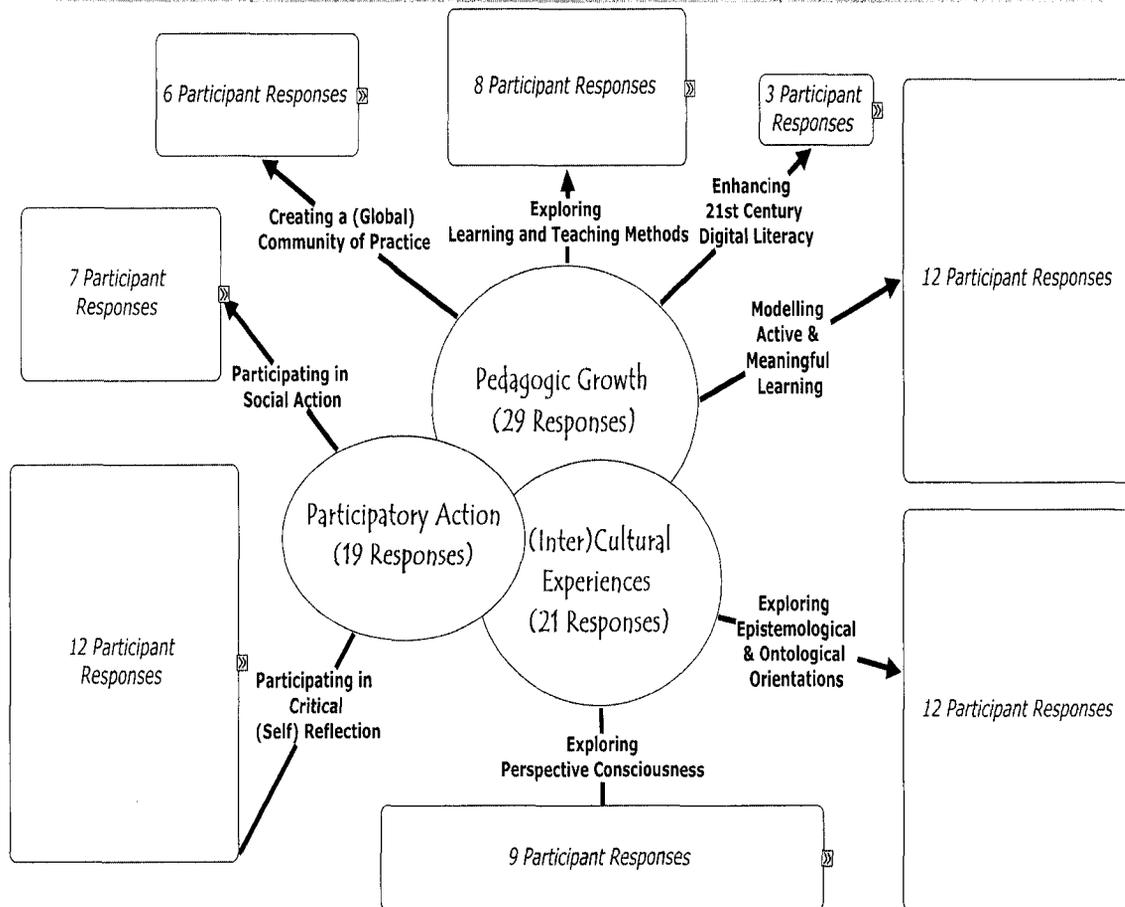 6 Participant Responses
8 Participant Responses
3 Participant
Responses
Creating a (Global)
Community of Practice
Exploring
Learning and Teaching Methods
Enhancing
21st Century
Digital Literacy
7 Participant
Responses
12 Participant Responses
Modelling
Active &
Meaningful
Learning
Participating in
Social Action
Pedagogic Growth
(29 Responses)
Participatory Action
(19 Responses)
(Inter)Cultural
Experiences
(21 Responses)
Exploring
Epistemological
& Ontological
Orientations
12 Participant
Responses
Participating in
Critical
(Self) Reflection
12 Participant Responses
Exploring
Perspective Consciousness
9 Participant Responses